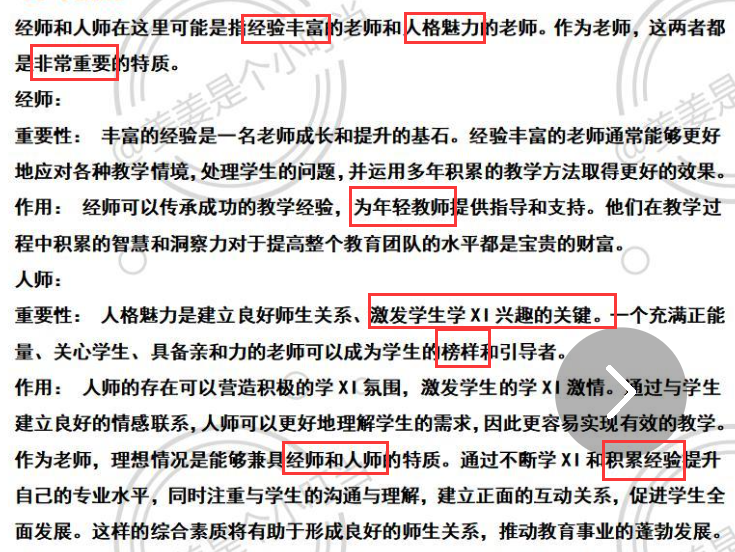 经师和人师在这里可能是指经验丰富的老师和人格魅力的老师。作为老师，这两者都
是非常重要的特质。
经师：
重要性： 丰富的经验是一名老师成长和提升的基石。经验丰富的老师通常能够更好
地应对各种教学情境，处理学生的问题，并运用多年积累的教学方法取得更好的效果。
作用： 经师可以传承成功的教学经验，为年轻教师提供指导和支持。他们在教学过
程中积累的智慧和洞察力对于提高整个教育团队的水平都是宝贵的财富。
人师：
重要性： 人格魅力是建立良好师生关系、激发学生学 XI 兴趣的关键。一个充满正能
量、关心学生、具备亲和力的老师可以成为学生的榜样和引导者。
作用： 人师的存在可以营造积极的学 XI 氛围，激发学生的学 XI 激情。通过与学生
建立良好的情感联系，人师可以更好地理解学生的需求，因此更容易实现有效的教学。
作为老师，理想情况是能够兼具经师和人师的特质。通过不断学 XI 和积累经验提升
自己的专业水平，同时注重与学生的沟通与理解，建立正面的互动关系，促进学生全
面发展。这样的综合素质将有助于形成良好的师生关系，推动教育事业的蓬勃发展。
@姜姜是个小时当
@姜姜是